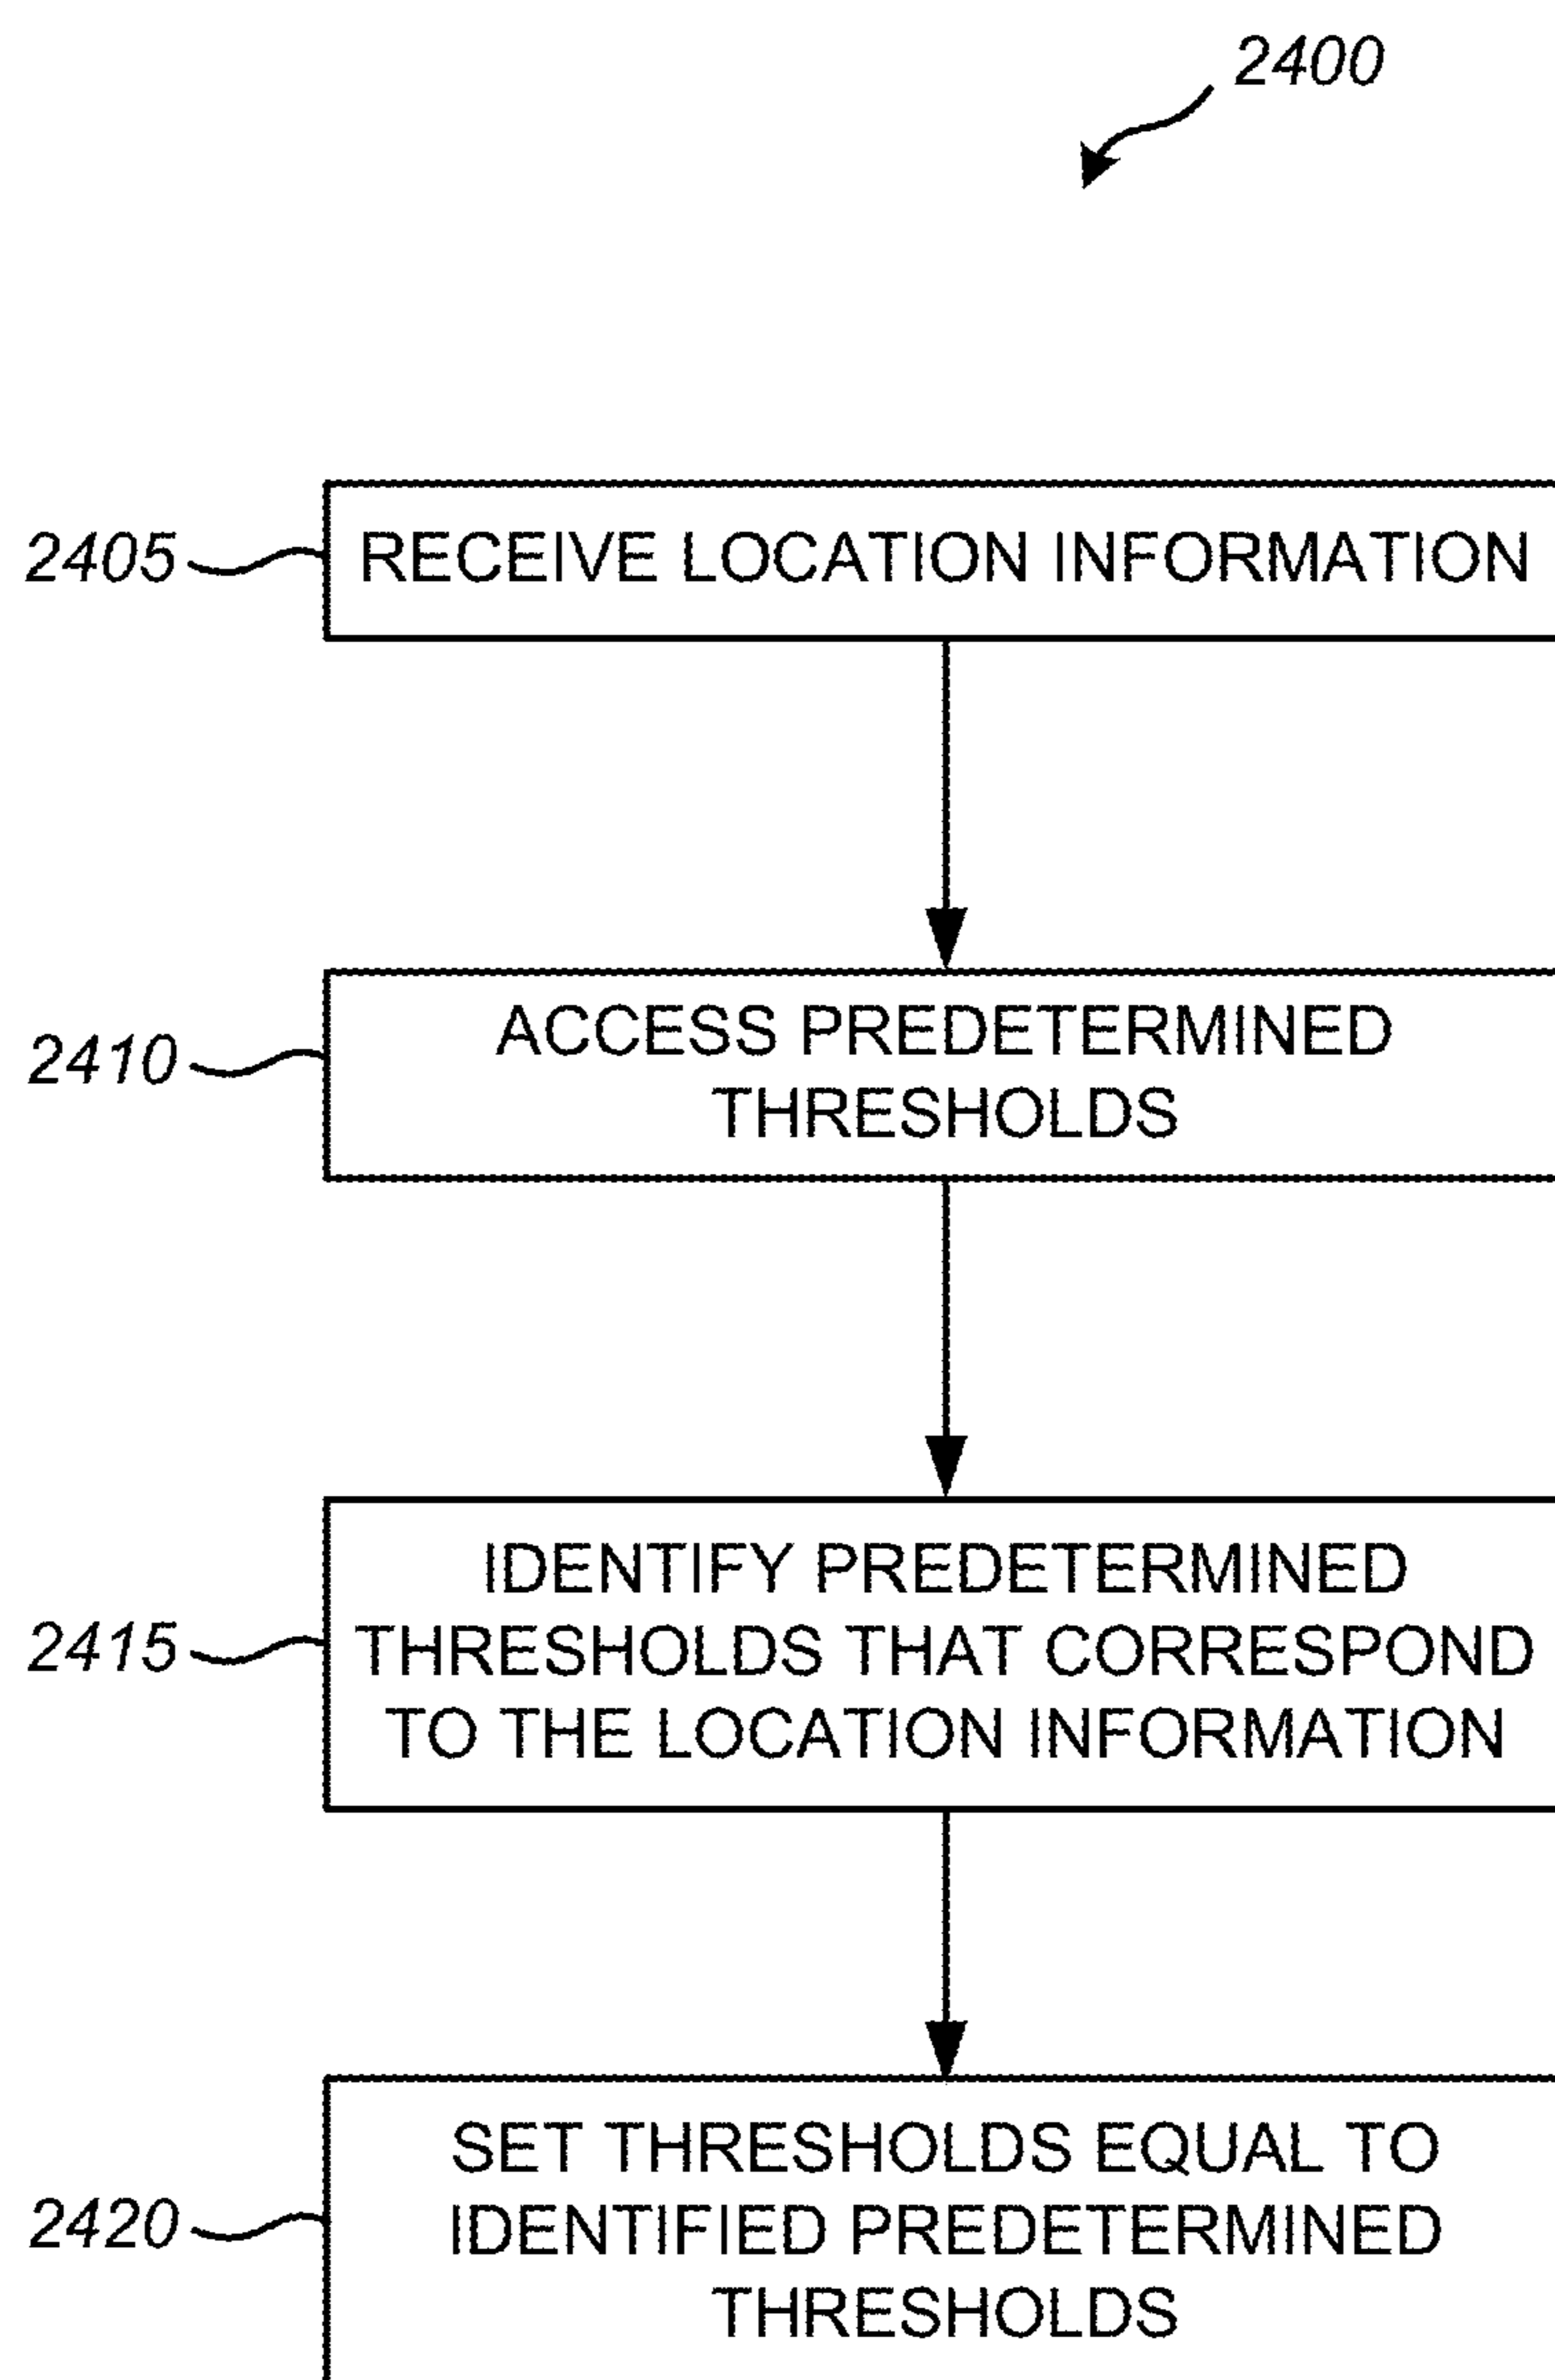 2400
2405
RECEIVE LOCATION INFORMATION
2410
ACCESS PREDETERMINED
THRESHOLDS
2415
IDENTIFY PREDETERMINED
THRESHOLDS THAT CORRESPOND
TO THE LOCATION INFORMATION
2420
SET THRESHOLDS EQUAL TO
IDENTIFIED PREDETERMINED
THRESHOLDS